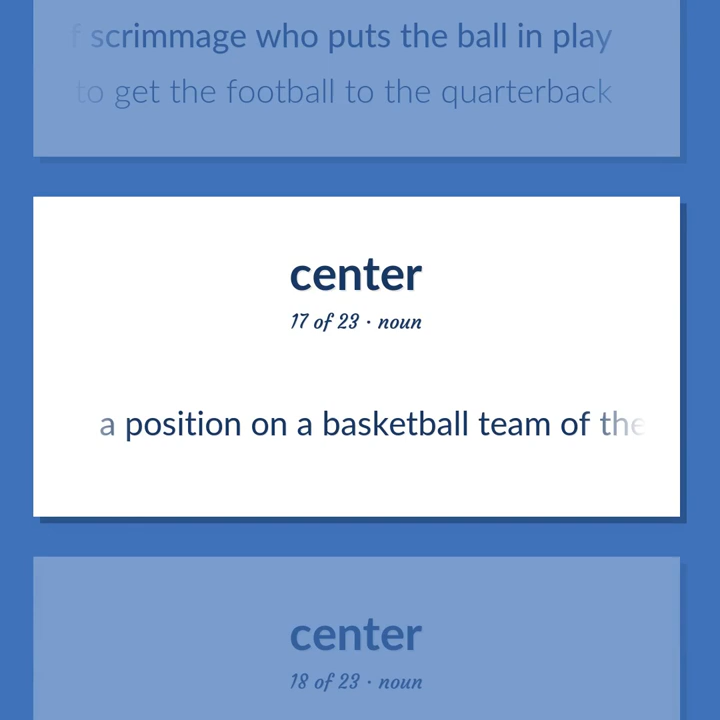 f scrimmage who puts the ball in play
to get the football to the quarterback
center
17 of 23 · noun
a position on a basketball team of the
center
18 of 23 · noun